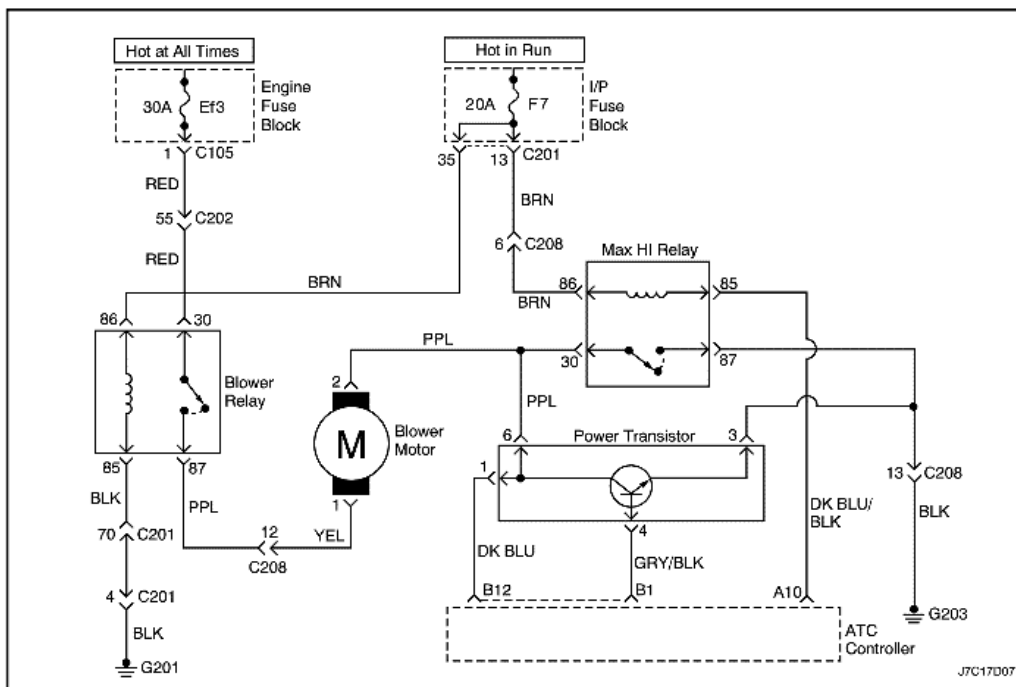 Hot at All Times
Hot in Run
30A Ef3
Engine
Fuse
Block
20A F7
I/P
Fuse
Block
1 C105
35 13 C201
RED
BRN
55 C202
6 C208
Max HI Relay
RED
BRN
86 85
BRN
86 30
PPL
30 87
Blower
Relay
2
PPL
M
Blower
Motor
6 Power Transistor 3
1
85 87
13 C208
BLK
PPL
1
DK BLU/
BLK
BLK
4
70 C201
12
YEL
C208
DK BLU
GRY/BLK
4 C201
B12 B1 A10
G203
BLK
ATC
Controller
G201
J7C17D07